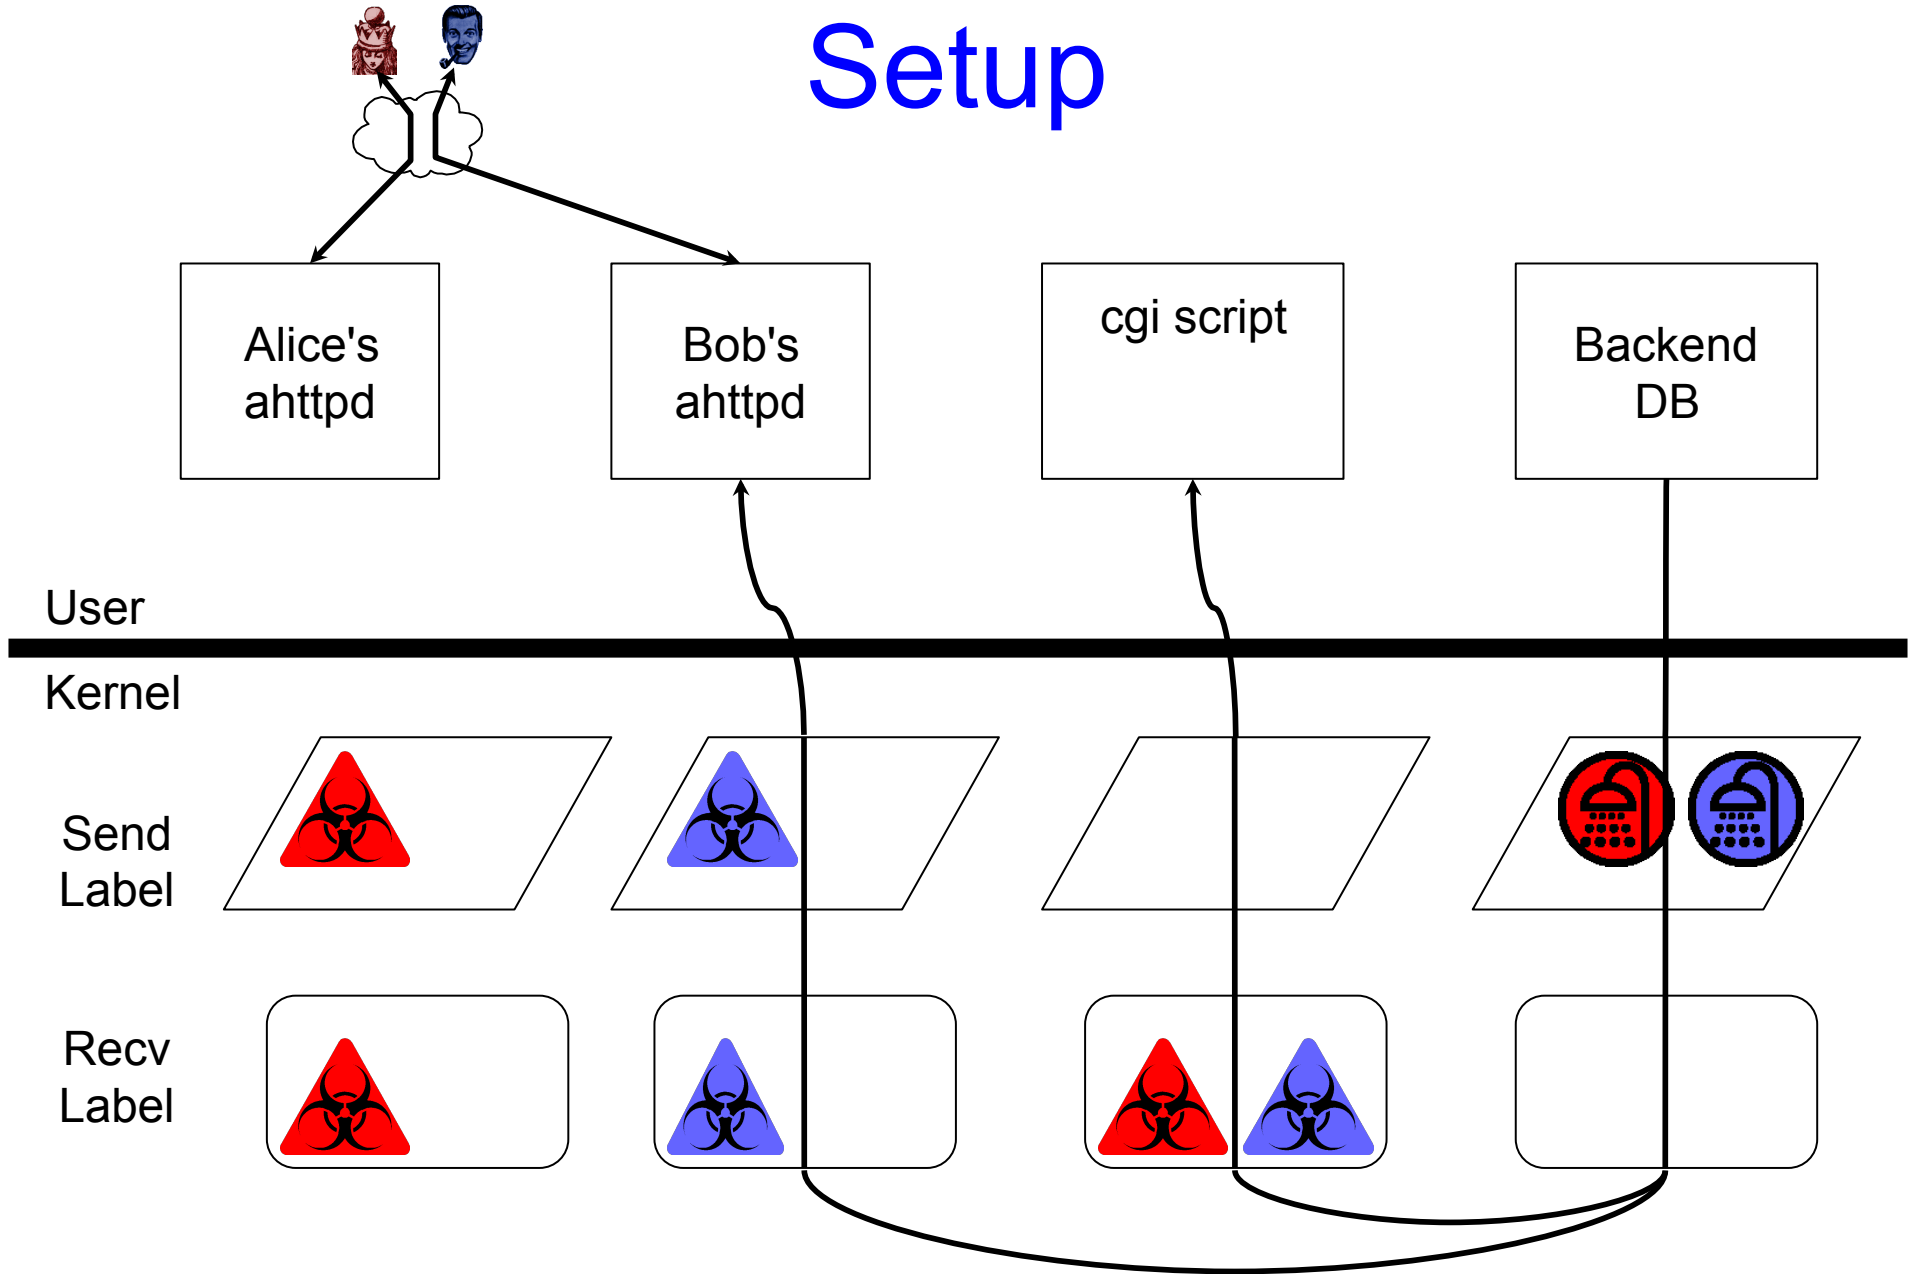 Setup
Alice's
ahttpd
Bob's
ahttpd
cgi script
Backend
DB
User
Kernel
Send
Label
Recv
Label